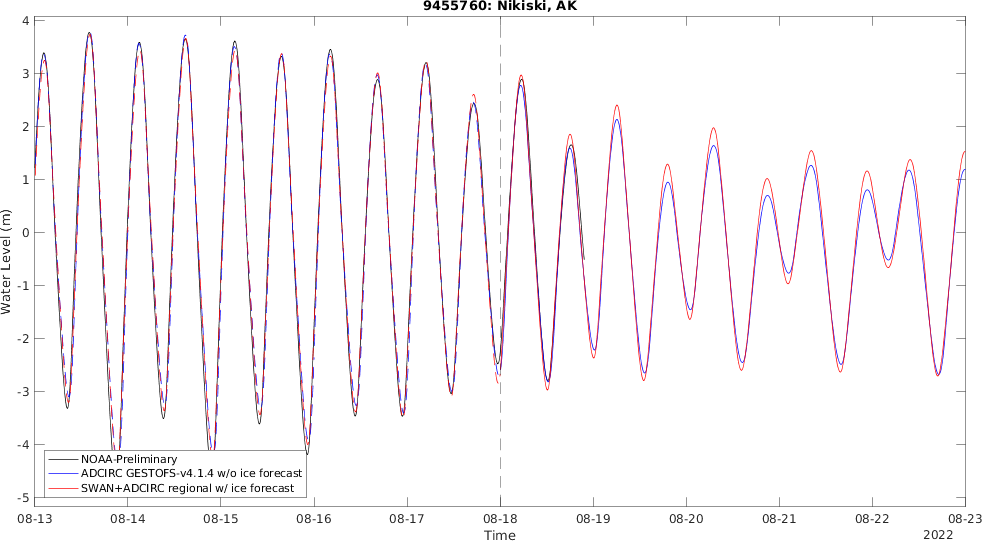 9455760: Nikiski, AK
4
3
2
1
0
-1
-2
-3
-4
-5
Water Level (m)
NOAA-Preliminary
ADCIRC GESTOFS-v4.1.4 w/o ice forecast
SWAN+ADCIRC regional w/ ice forecast
08-13 08-14 08-15 08-16 08-17 08-18 08-19 08-20 08-21 08-22 08-23
Time
2022